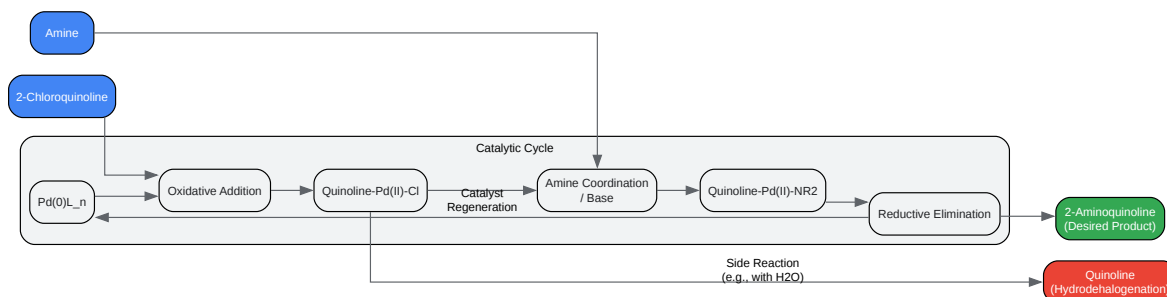 Amine
2-Chloroquinoline
Catalytic Cycle
Pd(0)L_n
Oxidative Addition
Quinoline-Pd(II)-Cl
Catalyst
Regeneration
Amine Coordination
/ Base
Quinoline-Pd(II)-NR2
Reductive Elimination
2-Aminoquinoline
(Desired Product)
Side Reaction
(e.g., with H2O)
Quinoline
(Hydrodehalogenation)